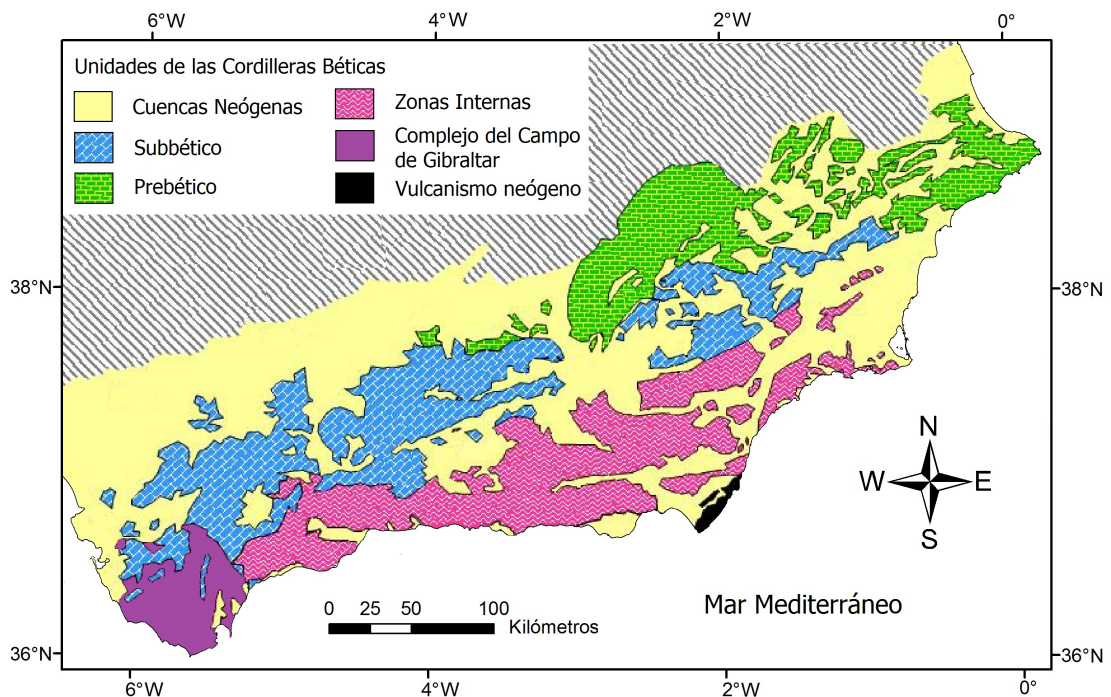 6°W 4°W 2°W 0°
Unidades de las Cordilleras Béticas
Cuencas Neógenas
Subbético
Prebético
Zonas Internas
Complejo del Campo
de Gibraltar
Vulcanismo neógeno
38°N 38°N
N
W E
S
0 25 50 100
Kilómetros
Mar Mediterráneo
36°N 36°N
6°W 4°W 2°W 0°